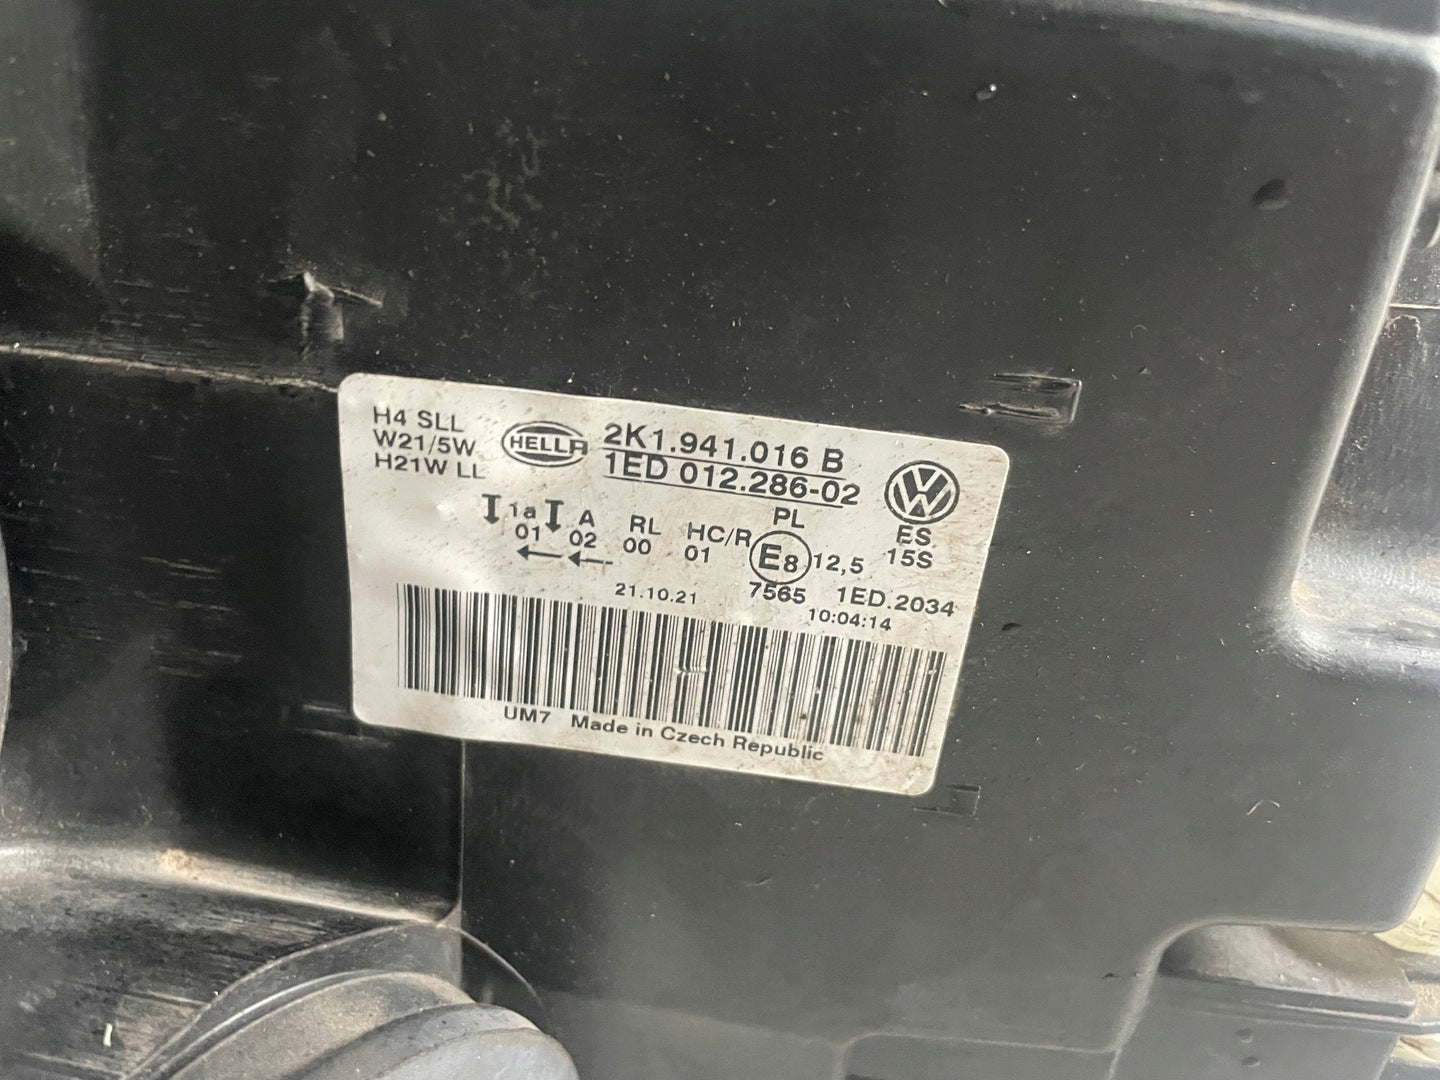 H4 SLL
W21/5W
H21W LL
HELLA
2K1.941.016 B
1ED 012.286-02
1a A RL HC/R PL ES
01 02 00 01 E8 12,5 15S
21.10.21 7565 1ED.2034
10:04:14
UM7 Made in Czech Republic